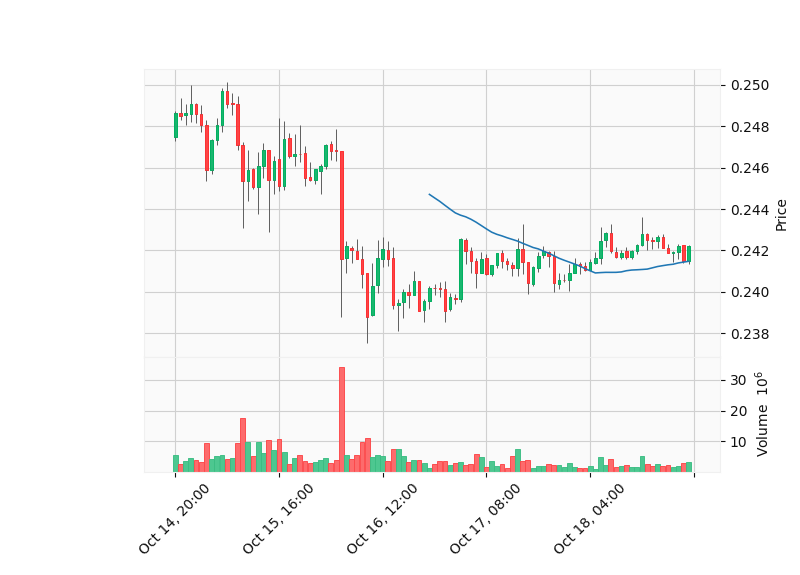 0.250
0.248
0.246
0.244
0.242
0.240
0.238
Price
30
20
10
Volume 10⁶
Oct 14, 20:00
Oct 15, 16:00
Oct 16, 12:00
Oct 17, 08:00
Oct 18, 04:00